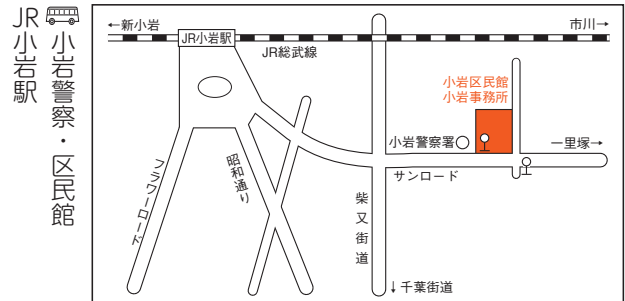 JR小岩駅
小岩警察・区民館
←新小岩
市川→
JR小岩駅
JR総武線
小岩区民館
小岩事務所
小岩警察署
一里塚→
サンロード
フラワーロード
昭和通り
柴又街道
↓千葉街道